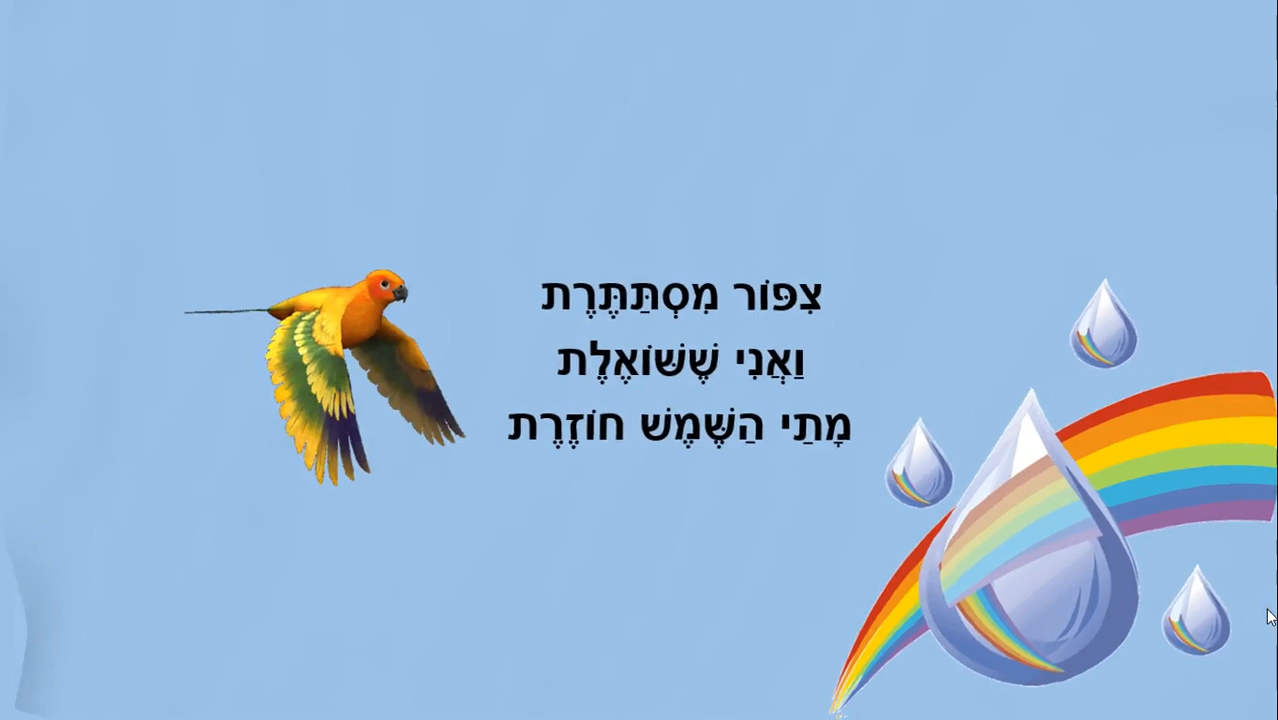 צִפּוֹר מִסְתַּתֶּרֶת
וַאֲנִי שֶׁשּׁוֹאֶלֶת
מָתַי הַשֶּׁמֶשׁ חוֹזֶרֶת